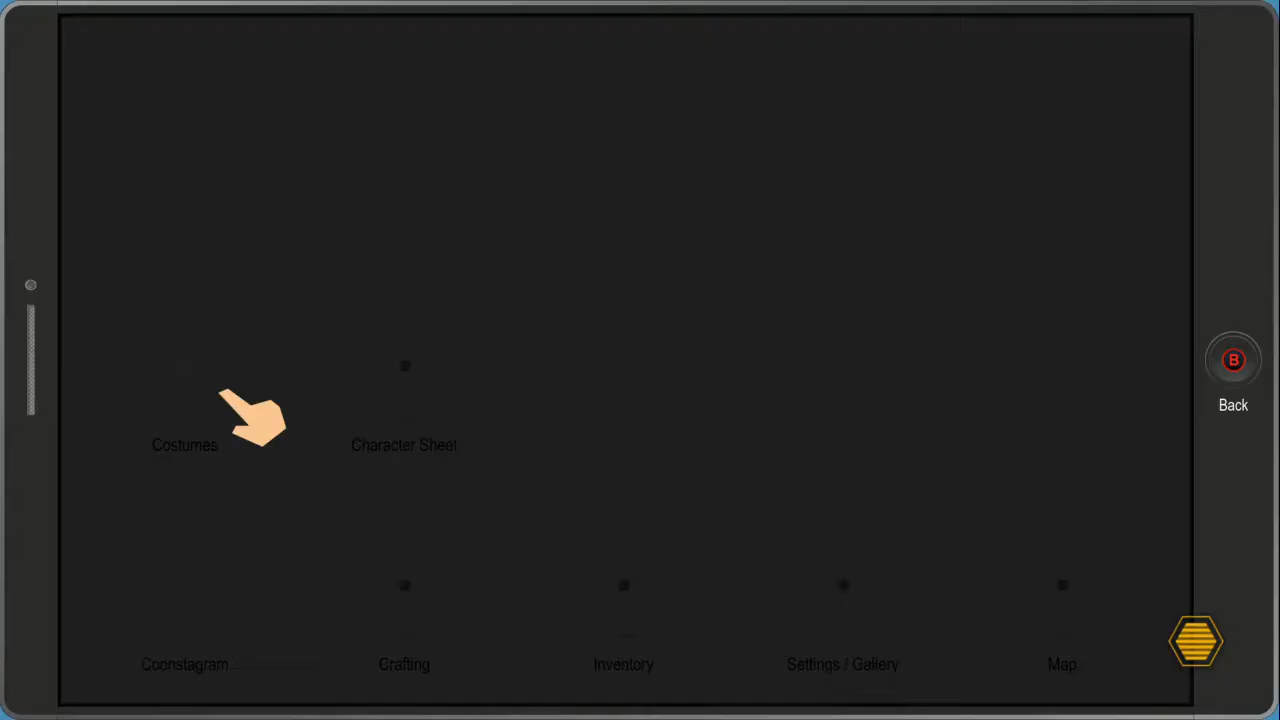 B
Back
Costumes
Character Sheet
Coonstagram
Crafting
Inventory
Settings / Gallery
Map